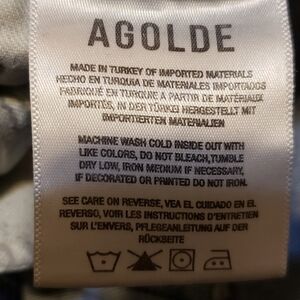 AGOLDE
MADE IN TURKEY OF IMPORTED MATERIALS
HECHO EN TURQUIA DE MATERIALES IMPORTADOS
FABRIQUÉ EN TURQUIE A PARTIR DE MATÉRIAUX
IMPORTÉS, IN DER TÜRKEI HERGESTELLT MIT
IMPORTIERTEN MATERIALIEN
MACHINE WASH COLD INSIDE OUT WITH
LIKE COLORS, DO NOT BLEACH,TUMBLE
DRY LOW, IRON MEDIUM IF NECESSARY.
IF DECORATED OR PRINTED DO NOT IRON.
SEE CARE ON REVERSE, VEA EL CUIDADO EN EL
REVERSO, VOIR LES INSTRUCTIONS D'ENTRETIEN
SUR L'ENVERS, PFLEGEANLEITUNG AUF DER
RÜCKSEITE